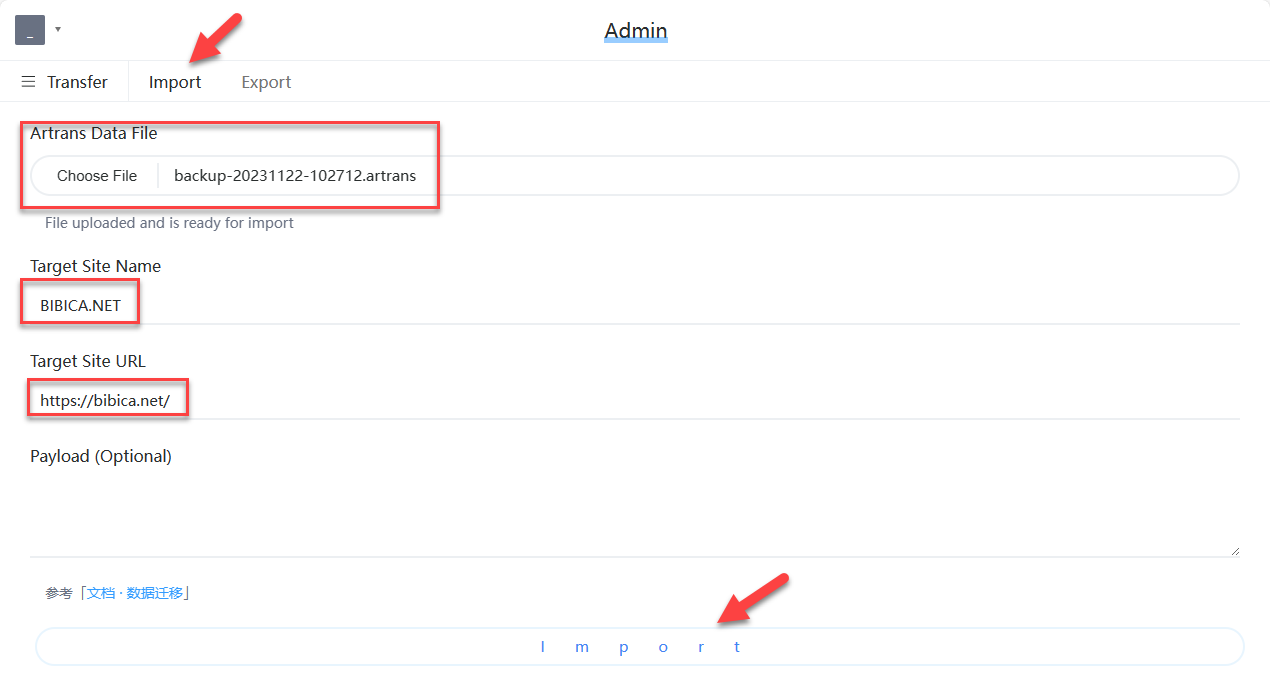 Admin
Transfer Import Export
Artrans Data File
Choose File backup-20231122-102712.artrans
File uploaded and is ready for import
Target Site Name
BIBICA.NET
Target Site URL
https://bibica.net/
Payload (Optional)
参考「文档 · 数据迁移」
Import